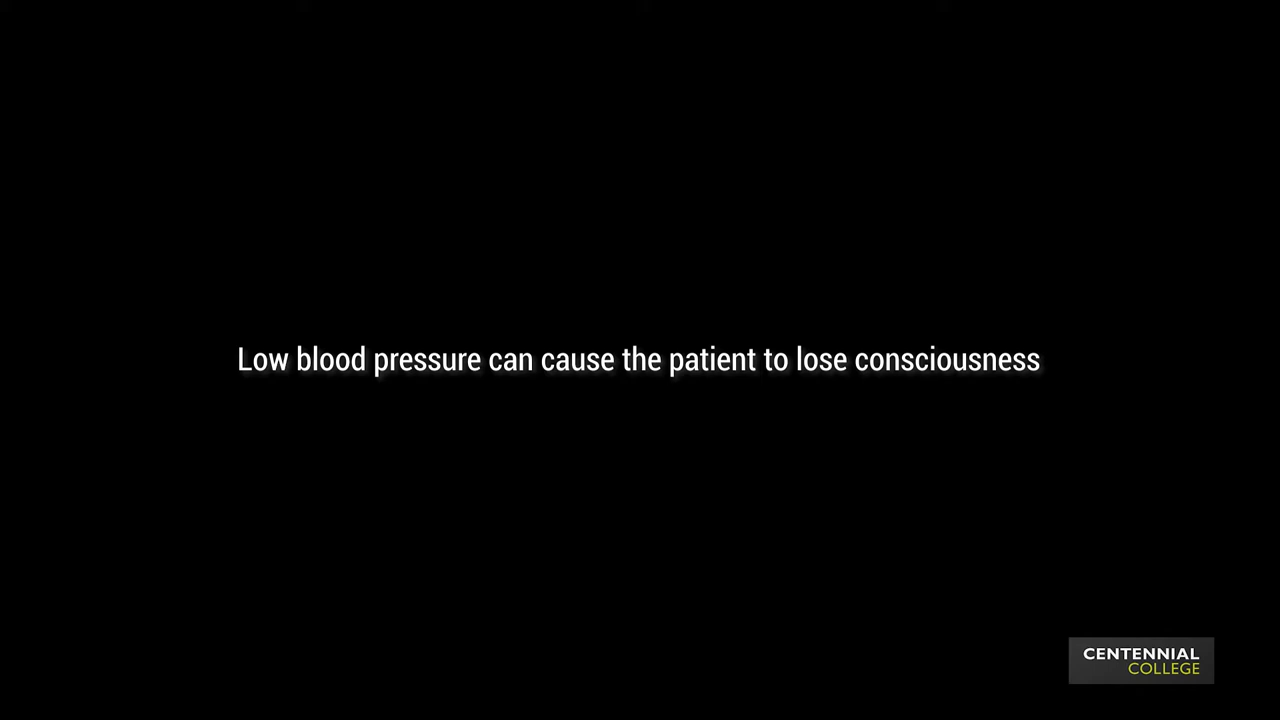 Low blood pressure can cause the patient to lose consciousness
CENTENNIAL
COLLEGE